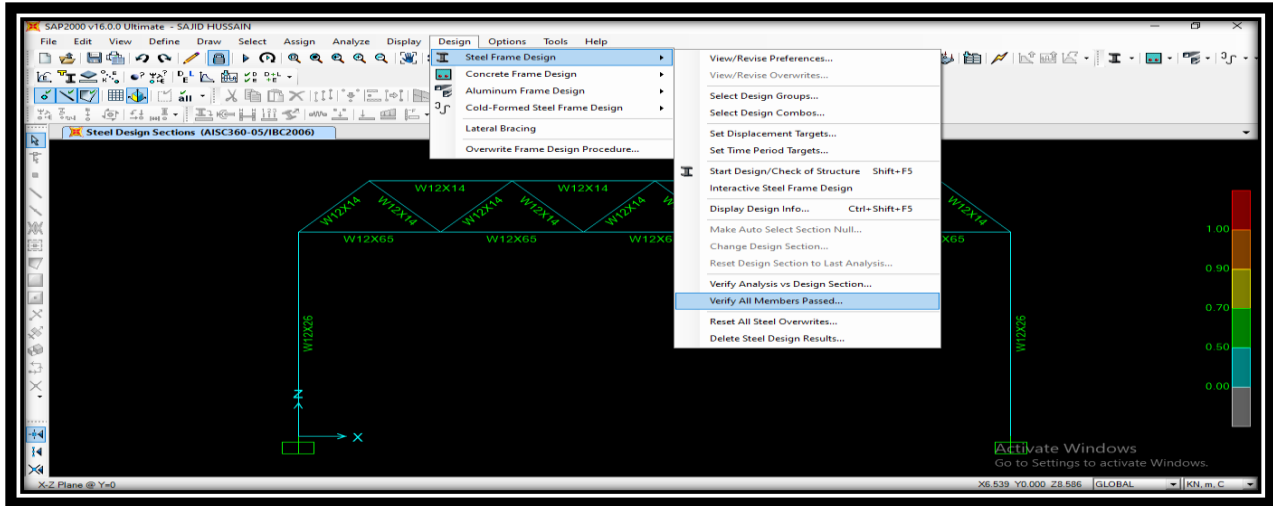 SAP2000 v16.0.0 Ultimate - SAJID HUSSAIN
File Edit View Define Draw Select Assign Analyze Display Design Options Tools Help
all
Steel Design Sections (AISC360-05/IBC2006)
Steel Frame Design
Concrete Frame Design
Aluminum Frame Design
Cold-Formed Steel Frame Design
Lateral Bracing
Overwrite Frame Design Procedure...
View/Revise Preferences...
View/Revise Overwrites...
Select Design Groups...
Select Design Combos...
Set Displacement Targets...
Set Time Period Targets...
Start Design/Check of Structure Shift+F5
Interactive Steel Frame Design
Display Design Info... Ctrl+Shift+F5
Make Auto Select Section Null...
Change Design Section...
Reset Design Section to Last Analysis...
Verify Analysis vs Design Section...
Verify All Members Passed...
Reset All Steel Overwrites...
Delete Steel Design Results...
W12X14 W12X14
W12X14 W12X14 W12X14 W12X14 W12X14 W12X14
W12X65 W12X65 W12X6 X65
W12X26 W12X26
1.00
0.90
0.70
0.50
0.00
Z
X
Activate Windows
Go to Settings to activate Windows.
X-Z Plane @ Y=0 X6.539 Y0.000 Z8.586 GLOBAL KN, m, C